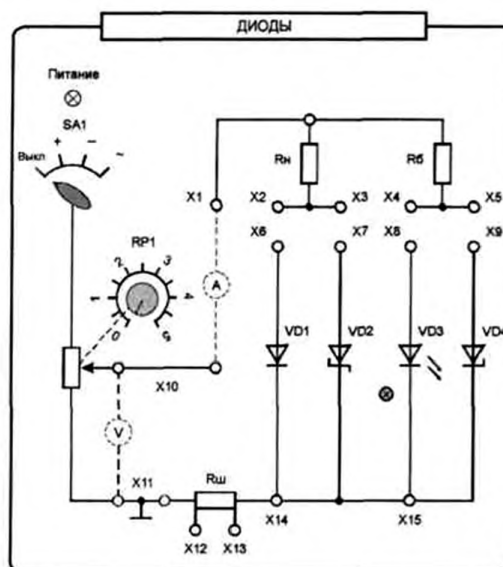 ДИОДЫ
Питание
SA1
Выкл
+
−
~
Rн
Rб
X1
X2
X3
X4
X5
X6
X7
X8
X9
RP1
0
1
2
3
4
5
A
VD1
VD2
VD3
VD4
X10
V
X11
Rш
X12
X13
X14
X15